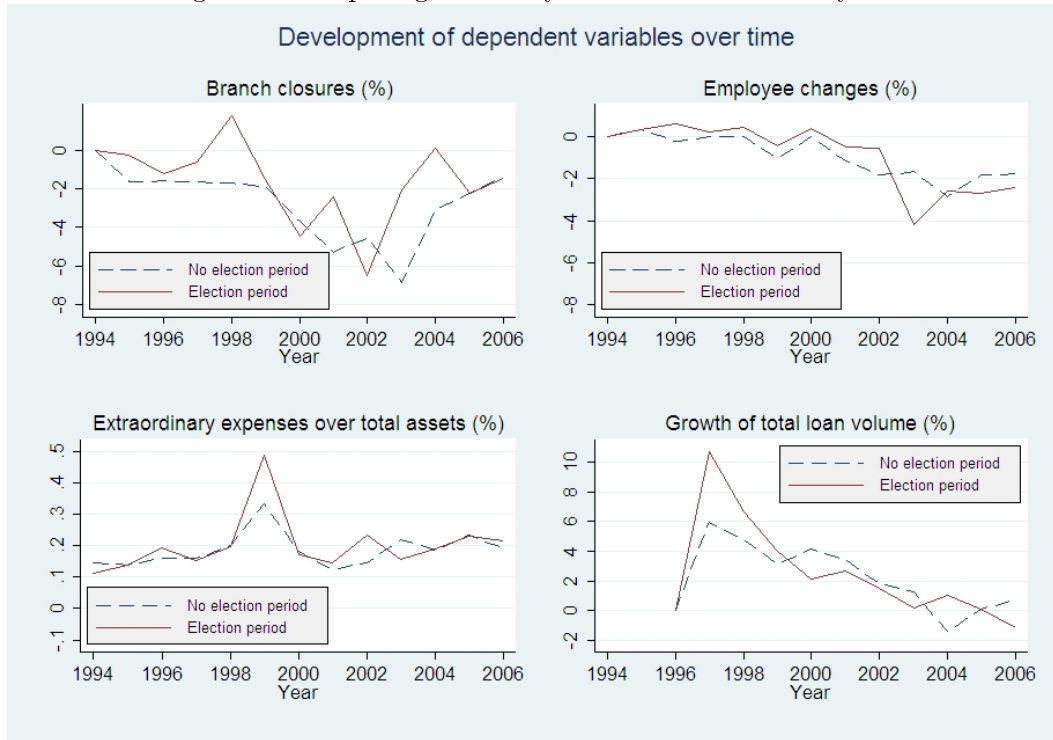 Development of dependent variables over time
Branch closures (%)
0
-2
-4
-6
-8
No election period
Election period
1994 1996 1998 2000 2002 2004 2006
Year
Employee changes (%)
0
-2
-4
-6
-8
No election period
Election period
1994 1996 1998 2000 2002 2004 2006
Year
Extraordinary expenses over total assets (%)
.5
.4
.3
.2
.1
0
-.1
No election period
Election period
1994 1996 1998 2000 2002 2004 2006
Year
Growth of total loan volume (%)
10
8
6
4
2
0
-2
No election period
Election period
1994 1996 1998 2000 2002 2004 2006
Year